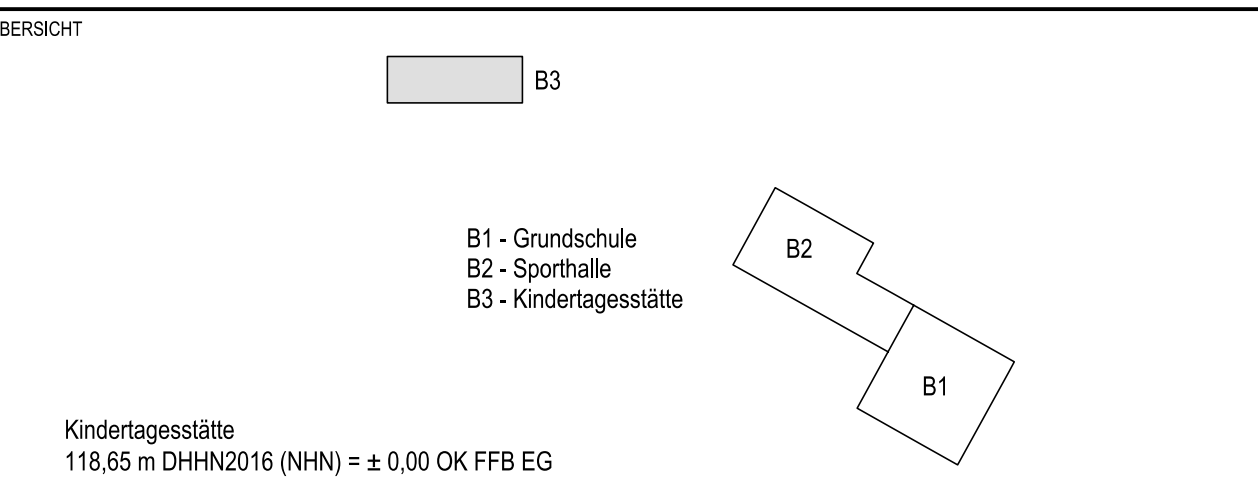 BERSICHT
B3
B1 - Grundschule
B2 - Sporthalle
B3 - Kindertagesstätte
B2
B1
Kindertagesstätte
118,65 m DHHN2016 (NHN) = ± 0,00 OK FFB EG